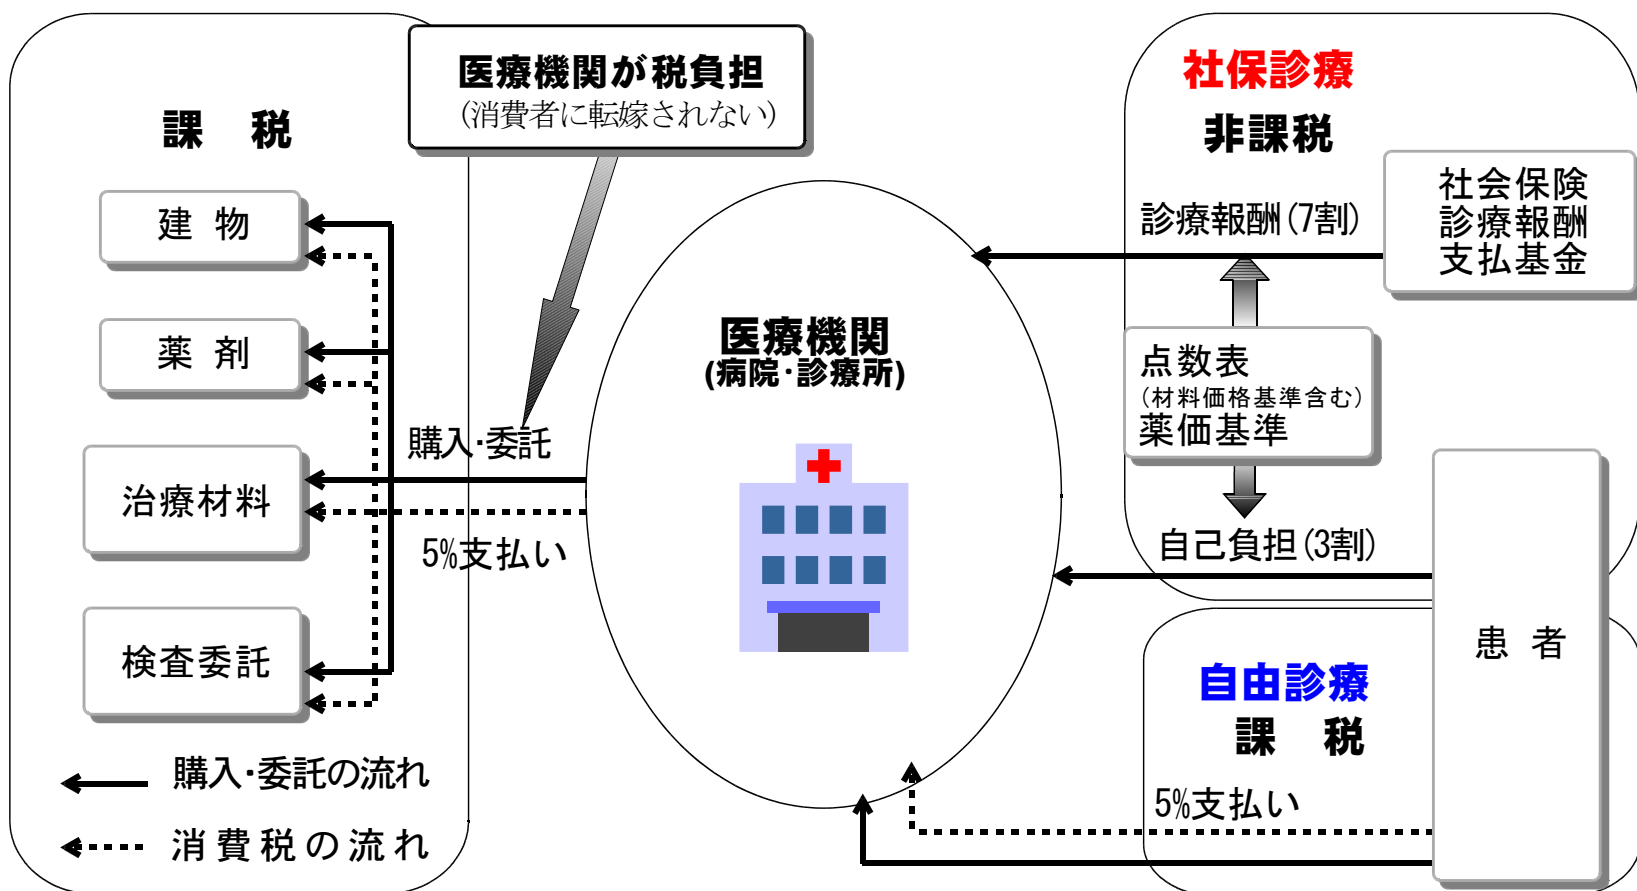 医療機関が税負担
(消費者に転嫁されない)
課 税
建 物
薬 剤
治療材料
検査委託
購入・委託
5%支払い
購入・委託の流れ
消費税の流れ
医療機関
(病院・診療所)
社保診療
非課税
社会保険
診療報酬
支払基金
診療報酬(7割)
点数表
(材料価格基準含む)
薬価基準
自己負担(3割)
患 者
自由診療
課 税
5%支払い